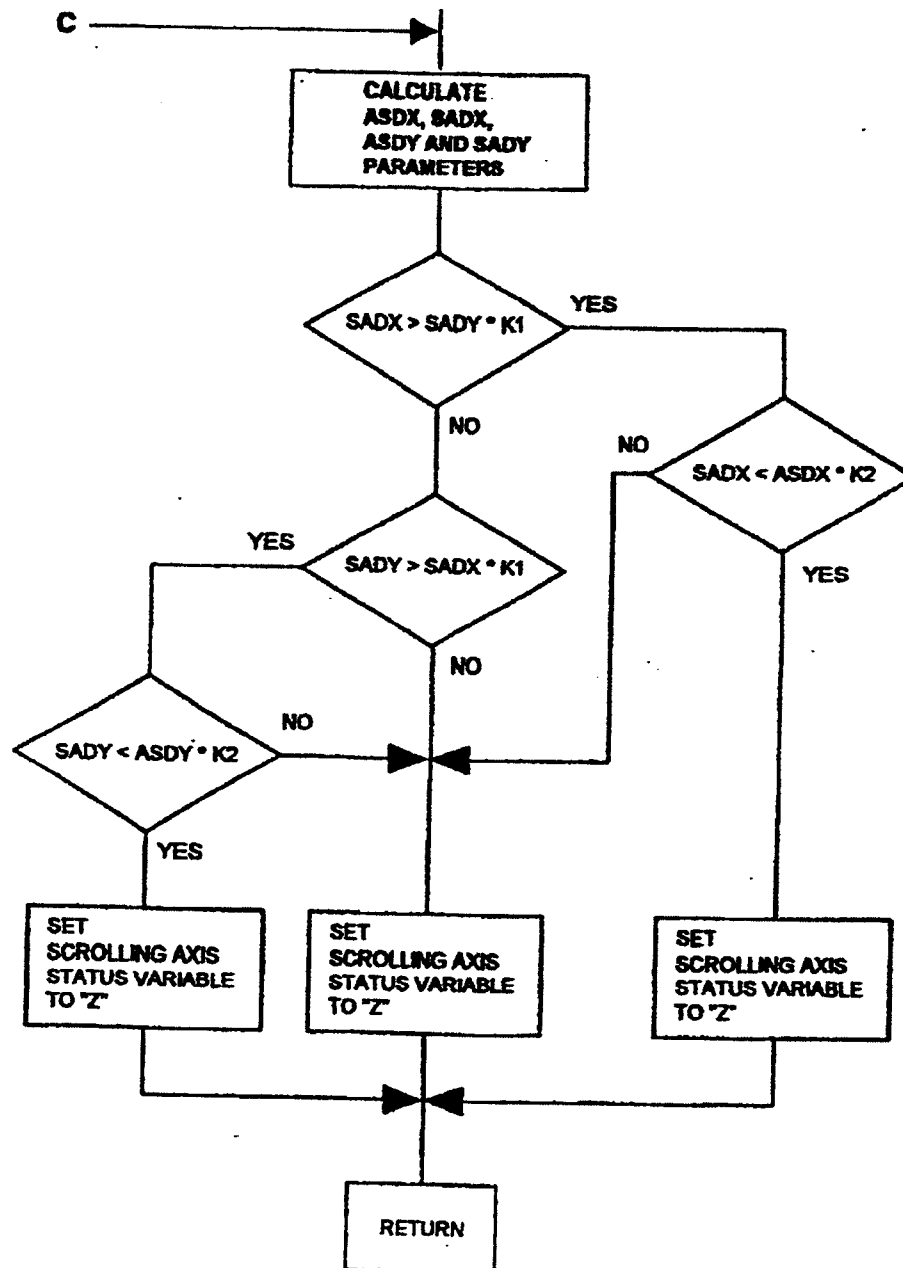 C
CALCULATE
ASDX, SADX,
ASDY AND SADY
PARAMETERS
SADX > SADY * K1
YES
NO
NO
SADX < ASDX * K2
YES
YES
SADY > SADX * K1
NO
SADY < ASDY * K2
NO
YES
SET
SCROLLING AXIS
STATUS VARIABLE
TO "Z"
SET
SCROLLING AXIS
STATUS VARIABLE
TO "Z"
SET
SCROLLING AXIS
STATUS VARIABLE
TO "Z"
RETURN